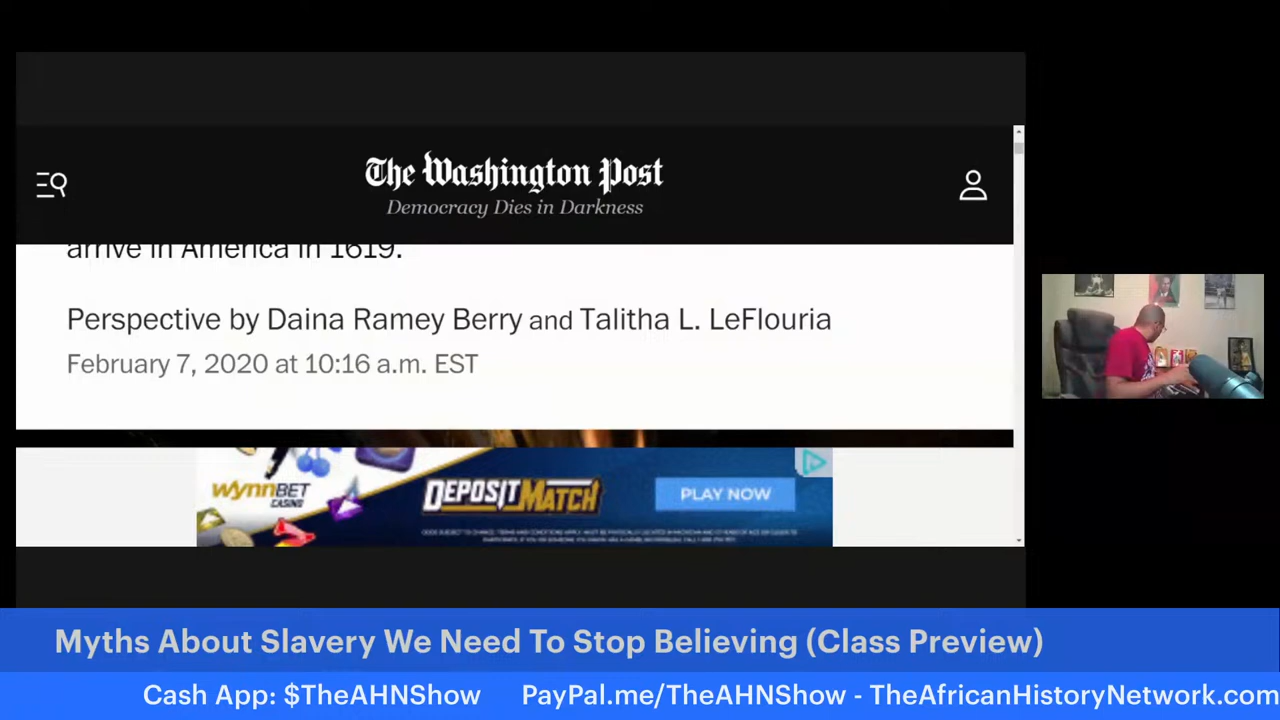 The Washington Post
Democracy Dies in Darkness
arrive in America in 1619.
Perspective by Daina Ramey Berry and Talitha L. LeFlouria
February 7, 2020 at 10:16 a.m. EST
WYNNBET
CASINO
DEPOSIT MATCH
PLAY NOW
Myths About Slavery We Need To Stop Believing (Class Preview)
Cash App: $TheAHNShow PayPal.me/TheAHNShow - TheAfricanHistoryNetwork.com